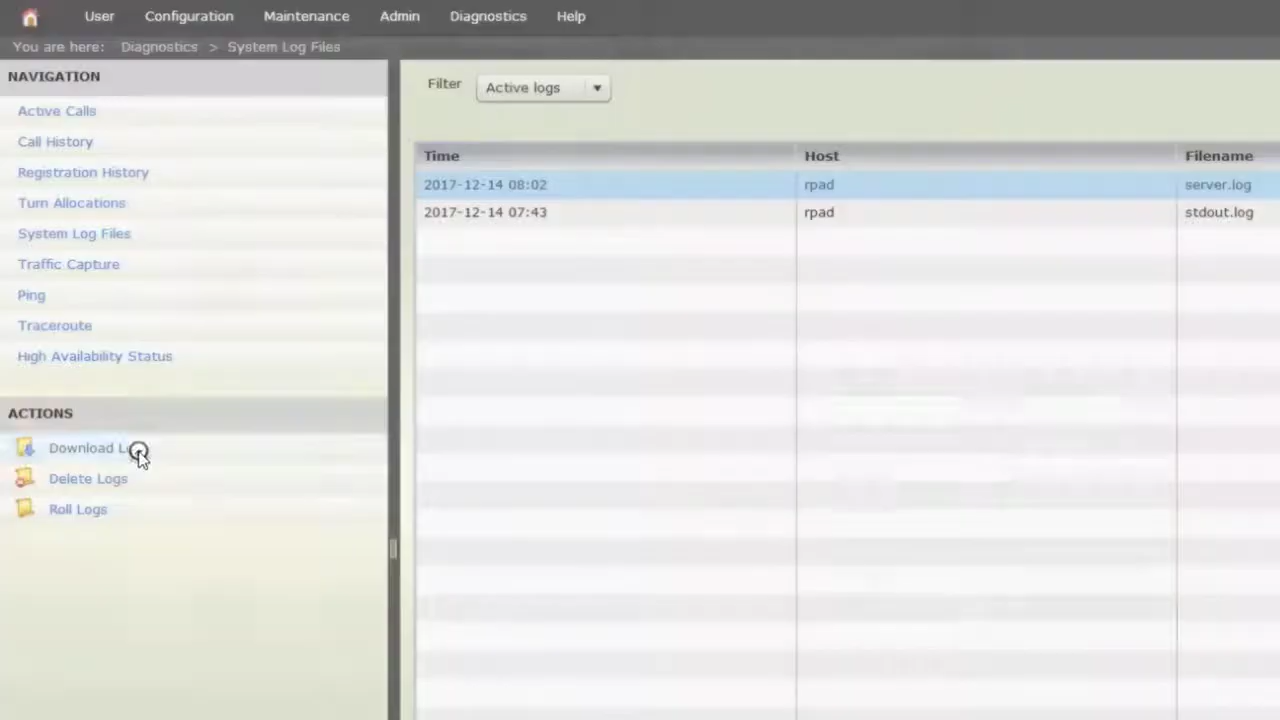 User Configuration Maintenance Admin Diagnostics Help
You are here: Diagnostics > System Log Files
NAVIGATION
Active Calls
Call History
Registration History
Turn Allocations
System Log Files
Traffic Capture
Ping
Traceroute
High Availability Status
ACTIONS
Download
Delete Logs
Roll Logs
Filter Active logs
Time Host Filename
2017-12-14 08:02 rpad server.log
2017-12-14 07:43 rpad stdout.log